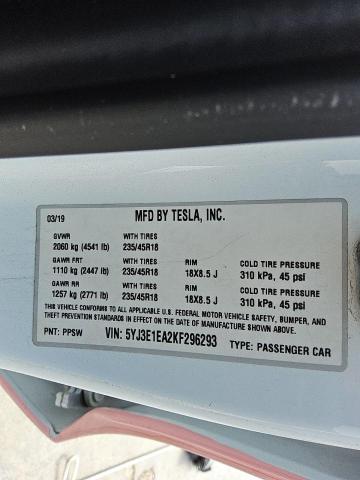 03/19 MFD BY TESLA, INC.
GVWR WITH TIRES
2060 kg (4541 lb) 235/45R18
GAWR FRT WITH TIRES RIM COLD TIRE PRESSURE
1110 kg (2447 lb) 235/45R18 18X8.5 J 310 kPa, 45 psi
GAWR RR WITH TIRES RIM COLD TIRE PRESSURE
1257 kg (2771 lb) 235/45R18 18X8.5 J 310 kPa, 45 psi
THIS VEHICLE CONFORMS TO ALL APPLICABLE U.S. FEDERAL MOTOR VEHICLE SAFETY, BUMPER, AND
THEFT PREVENTION STANDARDS IN EFFECT ON THE DATE OF MANUFACTURE SHOWN ABOVE.
PNT: PPSW VIN: 5YJ3E1EA2KF296293 TYPE: PASSENGER CAR